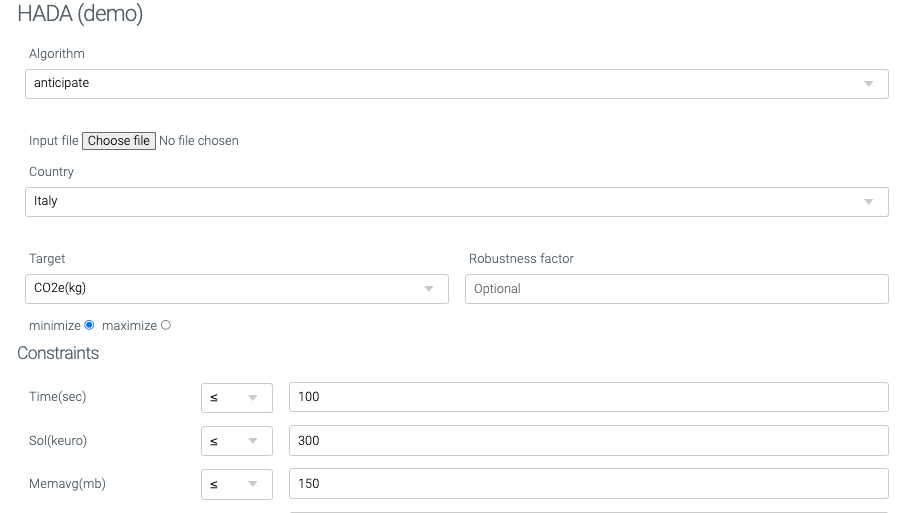 HADA (demo)
Algorithm
anticipate
Input file Choose file No file chosen
Country
Italy
Target Robustness factor
CO2e(kg) Optional
minimize maximize
Constraints
Time(sec) ≤ 100
Sol(keuro) ≤ 300
Memavg(mb) ≤ 150